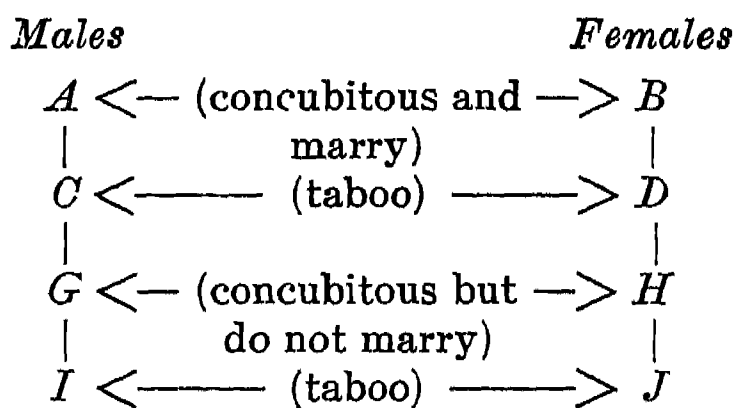 Males Females
A <— (concubitous and —> B
marry)
C <—— (taboo) ——> D
G <— (concubitous but —> H
do not marry)
I <—— (taboo) ——> J